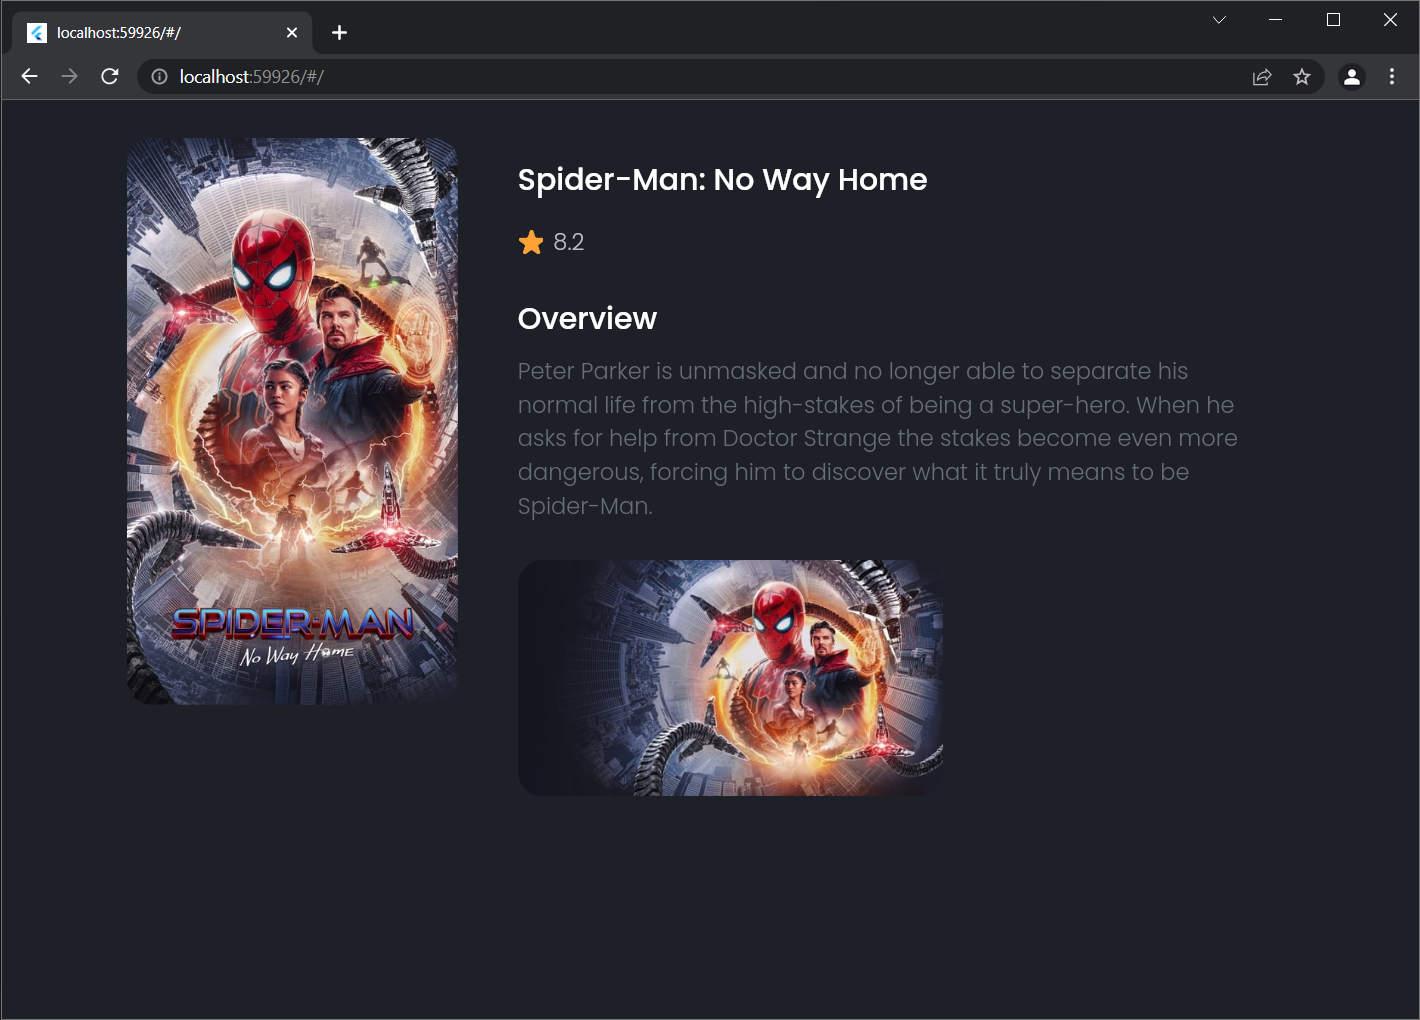 localhost:59926/#/
localhost:59926/#/
SPIDER-MAN
No Way Home
Spider-Man: No Way Home
8.2
Overview
Peter Parker is unmasked and no longer able to separate his
normal life from the high-stakes of being a super-hero. When he
asks for help from Doctor Strange the stakes become even more
dangerous, forcing him to discover what it truly means to be
Spider-Man.